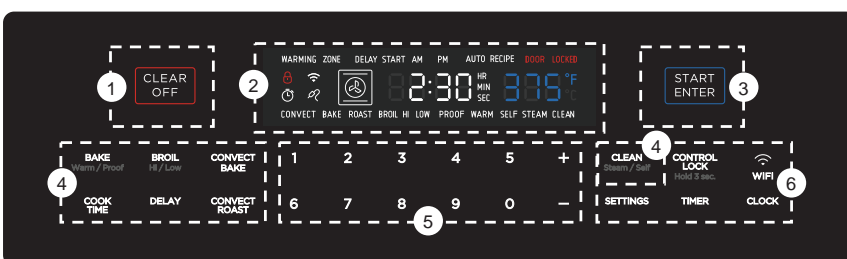 WARMING ZONE DELAY START AM PM AUTO RECIPE DOOR LOCKED
1
CLEAR
OFF
2
2:30
HR
MIN
SEC
375
°F
°C
CONVECT BAKE ROAST BROIL HI LOW PROOF WARM SELF STEAM CLEAN
START
ENTER
3
4
BAKE
Warm / Proof
BROIL
Hi / Low
CONVECT
BAKE
COOK
TIME
DELAY
CONVECT
ROAST
1 2 3 4 5 +
6 7 8 9 0 –
5
CLEAN
Steam / Self
4
CONTROL
LOCK
Hold 3 sec.
WiFi
6
SETTINGS TIMER CLOCK